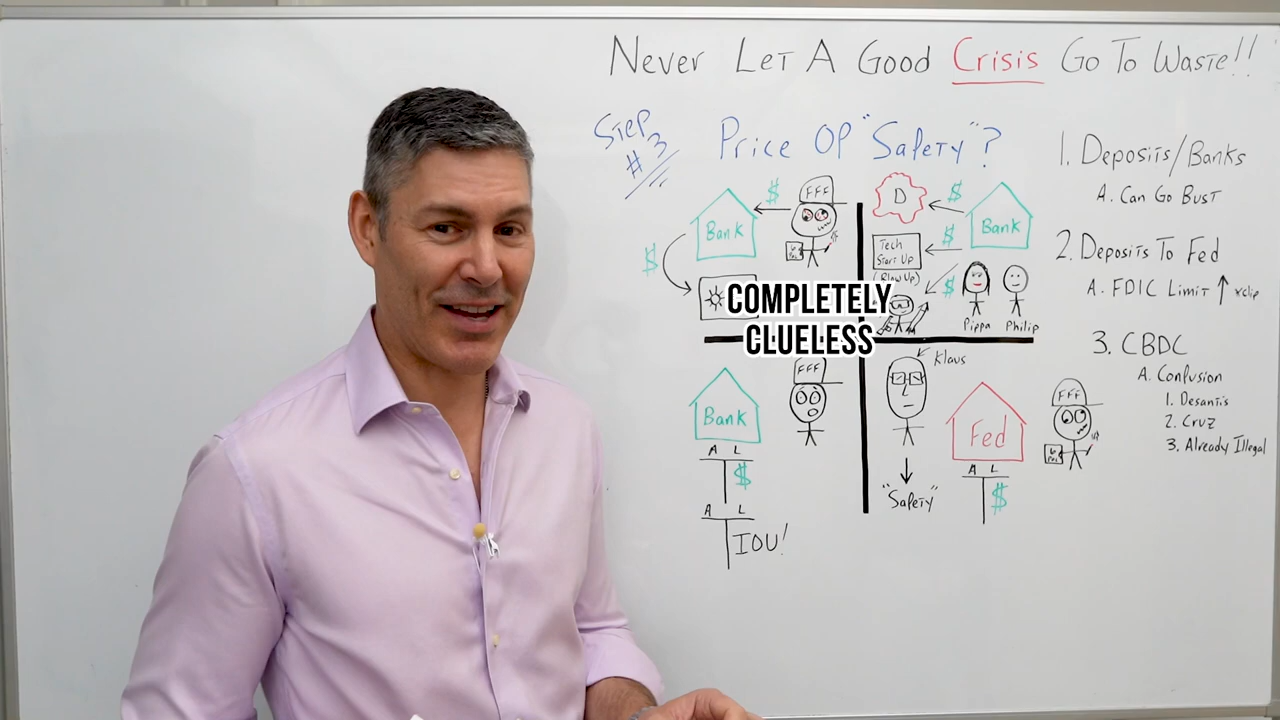 Never Let A Good Crisis Go To Waste!!
Step
#3
Price Of "Safety"?
$
FFF
Bank
$
D
$
Bank
$
Tech
Start Up
(Blow Up)
$
Pippa
Philip
COMPLETELY
CLUELESS
Bank
A L
$
A L
IOU!
FFF
Klaus
"Safety"
Fed
A L
$
FFF
1. Deposits/Banks
A. Can Go Bust
2. Deposits To Fed
A. FDIC Limit ↑ *clip
3. CBDC
A. Confusion
1. Desantis
2. Cruz
3. Already Illegal